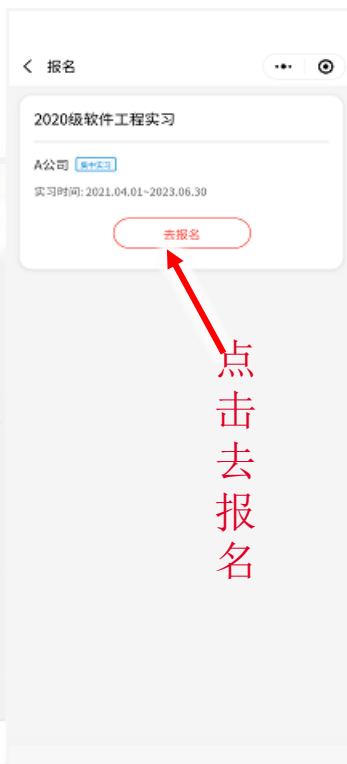 报名
2020级软件工程实习
A公司 集中实习
实习时间: 2021.04.01~2023.06.30
去报名
点
击
去
报
名